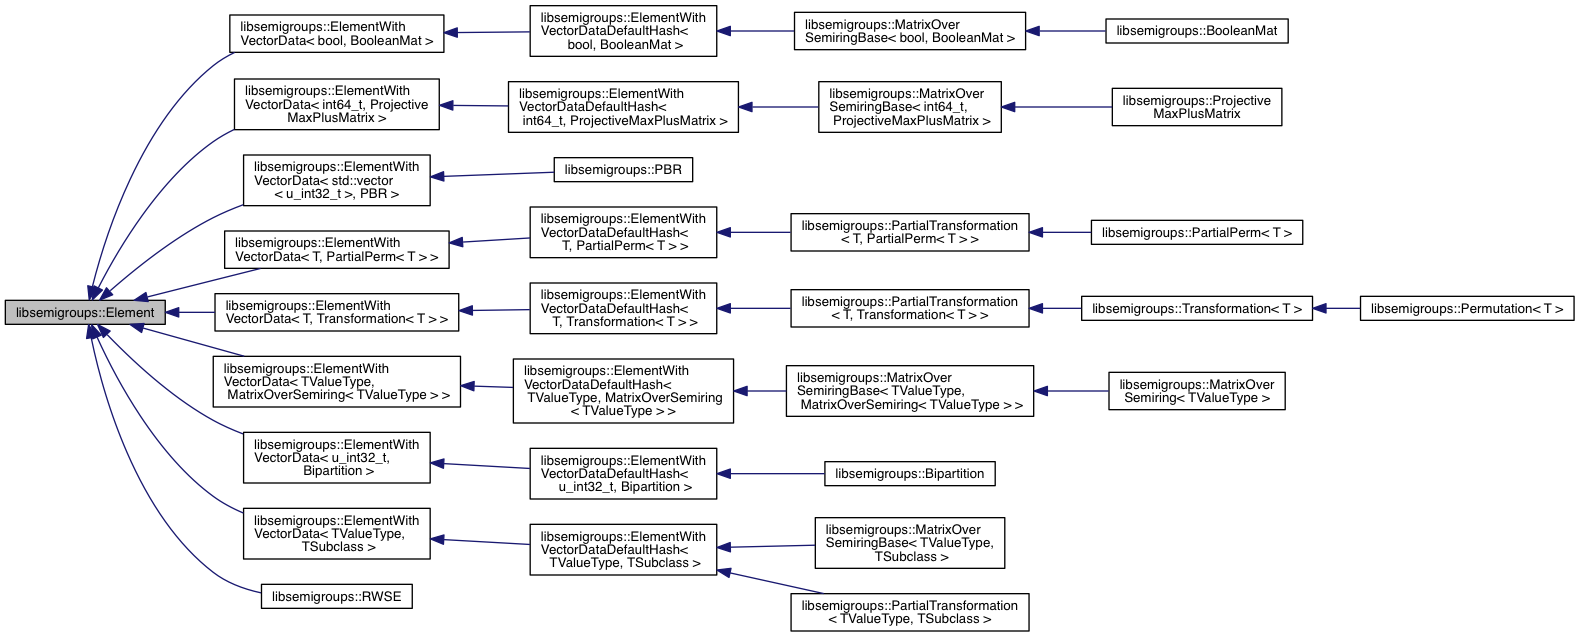 libsemigroups::Element
libsemigroups::ElementWith
VectorData< bool, BooleanMat >
libsemigroups::ElementWith
VectorDataDefaultHash<
bool, BooleanMat >
libsemigroups::MatrixOver
SemiringBase< bool, BooleanMat >
libsemigroups::BooleanMat
libsemigroups::ElementWith
VectorData< int64_t, Projective
MaxPlusMatrix >
libsemigroups::ElementWith
VectorDataDefaultHash<
int64_t, ProjectiveMaxPlusMatrix >
libsemigroups::MatrixOver
SemiringBase< int64_t,
ProjectiveMaxPlusMatrix >
libsemigroups::Projective
MaxPlusMatrix
libsemigroups::ElementWith
VectorData< std::vector
< u_int32_t >, PBR >
libsemigroups::PBR
libsemigroups::ElementWith
VectorData< T, PartialPerm< T > >
libsemigroups::ElementWith
VectorDataDefaultHash<
T, PartialPerm< T > >
libsemigroups::PartialTransformation
< T, PartialPerm< T > >
libsemigroups::PartialPerm< T >
libsemigroups::ElementWith
VectorData< T, Transformation< T > >
libsemigroups::ElementWith
VectorDataDefaultHash<
T, Transformation< T > >
libsemigroups::PartialTransformation
< T, Transformation< T > >
libsemigroups::Transformation< T >
libsemigroups::Permutation< T >
libsemigroups::ElementWith
VectorData< TValueType,
MatrixOverSemiring< TValueType > >
libsemigroups::ElementWith
VectorDataDefaultHash<
TValueType, MatrixOverSemiring
< TValueType > >
libsemigroups::MatrixOver
SemiringBase< TValueType,
MatrixOverSemiring< TValueType > >
libsemigroups::MatrixOver
Semiring< TValueType >
libsemigroups::ElementWith
VectorData< u_int32_t,
Bipartition >
libsemigroups::ElementWith
VectorDataDefaultHash<
u_int32_t, Bipartition >
libsemigroups::Bipartition
libsemigroups::ElementWith
VectorData< TValueType,
TSubclass >
libsemigroups::ElementWith
VectorDataDefaultHash<
TValueType, TSubclass >
libsemigroups::MatrixOver
SemiringBase< TValueType,
TSubclass >
libsemigroups::PartialTransformation
< TValueType, TSubclass >
libsemigroups::RWSE